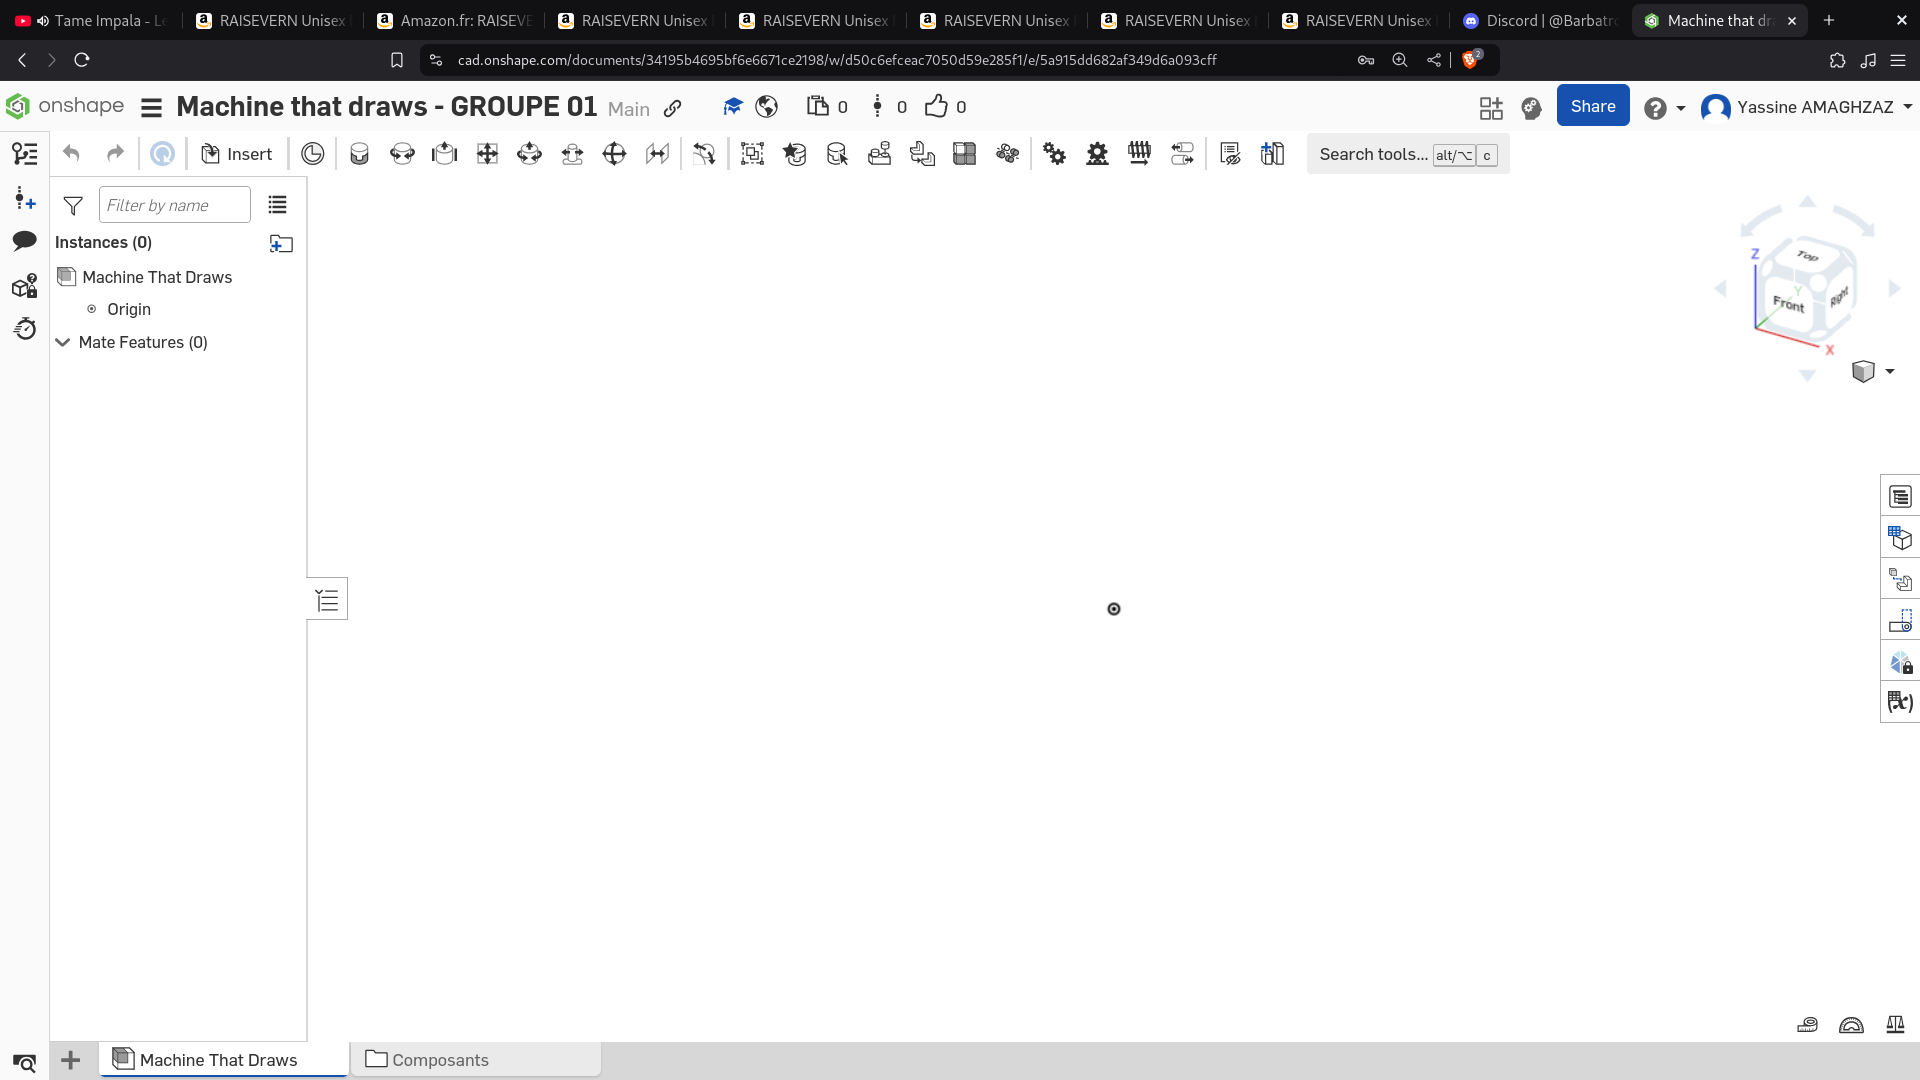 Tame Impala - Le
RAISEVERN Unisex
Amazon.fr: RAISEVE
RAISEVERN Unisex
RAISEVERN Unisex
RAISEVERN Unisex
RAISEVERN Unisex
RAISEVERN Unisex
Discord | @Barbatro
Machine that dr
cad.onshape.com/documents/34195b4695bf6e6671ce2198/w/d50c6efceac7050d59e285f1/e/5a915dd682af349d6a093cff
2
onshape
Machine that draws - GROUPE 01
Main
0
0
0
Share
Yassine AMAGHZAZ
Insert
Search tools... alt/⌥ c
Filter by name
Instances (0)
Machine That Draws
Origin
Mate Features (0)
Z
Top
Y
Front
Right
X
(x)
Machine That Draws
Composants